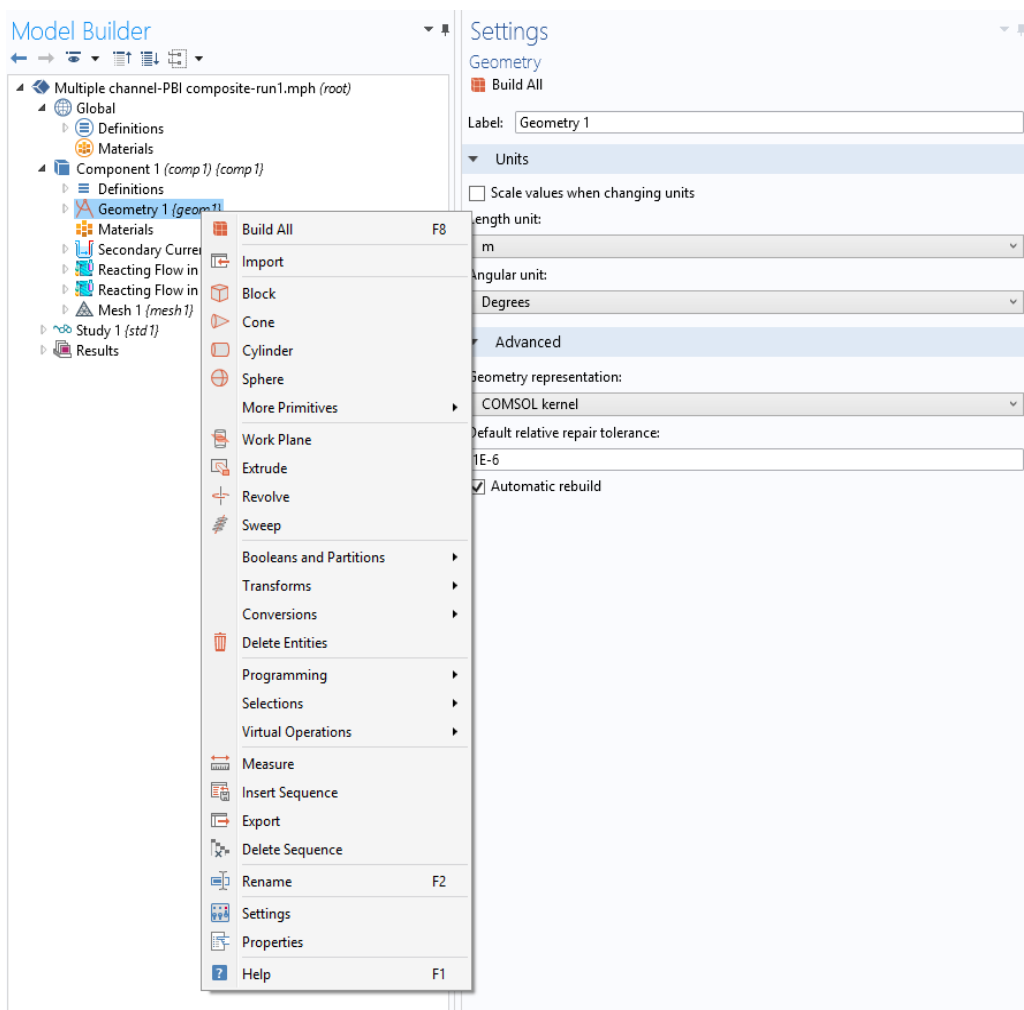 Model Builder
Multiple channel-PBI composite-run1.mph (root)
Global
Definitions
Materials
Component 1 (comp1) {comp1}
Definitions
Geometry 1 {geom1}
Materials
Secondary Curre
Reacting Flow in
Reacting Flow in
Mesh 1 {mesh1}
Study 1 {std1}
Results
Build All F8
Import
Block
Cone
Cylinder
Sphere
More Primitives
Work Plane
Extrude
Revolve
Sweep
Booleans and Partitions
Transforms
Conversions
Delete Entities
Programming
Selections
Virtual Operations
Measure
Insert Sequence
Export
Delete Sequence
Rename F2
Settings
Properties
Help F1
Settings
Geometry
Build All
Label: Geometry 1
Units
Scale values when changing units
Length unit:
m
Angular unit:
Degrees
Advanced
Geometry representation:
COMSOL kernel
Default relative repair tolerance:
1E-6
Automatic rebuild